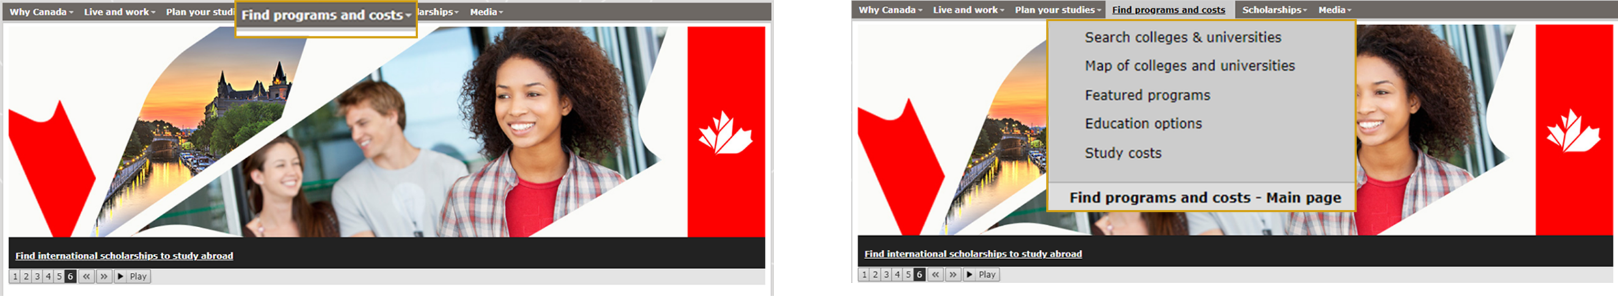 Why Canada Live and work Plan your studi Find programs and costs larships Media
Find international scholarships to study abroad
1 2 3 4 5 6 « » Play
Why Canada Live and work Plan your studies Find programs and costs Scholarships Media
Search colleges & universities
Map of colleges and universities
Featured programs
Education options
Study costs
Find programs and costs - Main page
Find international scholarships to study abroad
1 2 3 4 5 6 « » Play